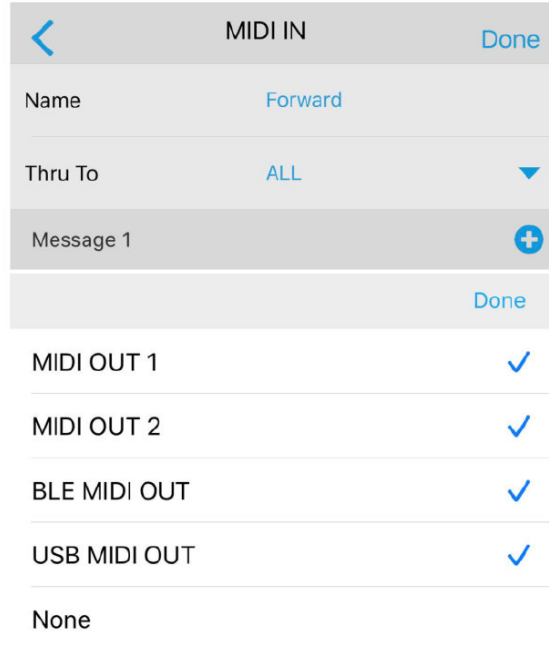 MIDI IN
Done
Name Forward
Thru To ALL
Message 1
Done
MIDI OUT 1
MIDI OUT 2
BLE MIDI OUT
USB MIDI OUT
None